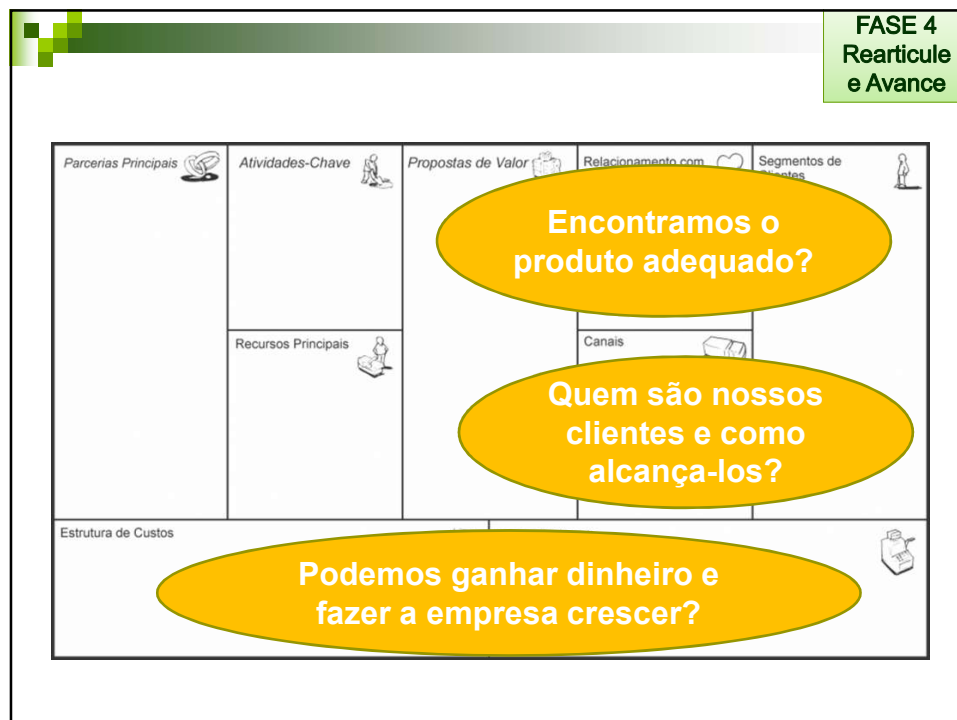 FASE 4
Rearticule
e Avance
Parcerias Principais
Atividades-Chave
Propostas de Valor
Relacionamento com
Segmentos de
Clientes
Encontramos o
produto adequado?
Recursos Principais
Canais
Quem são nossos
clientes e como
alcança-los?
Estrutura de Custos
Podemos ganhar dinheiro e
fazer a empresa crescer?